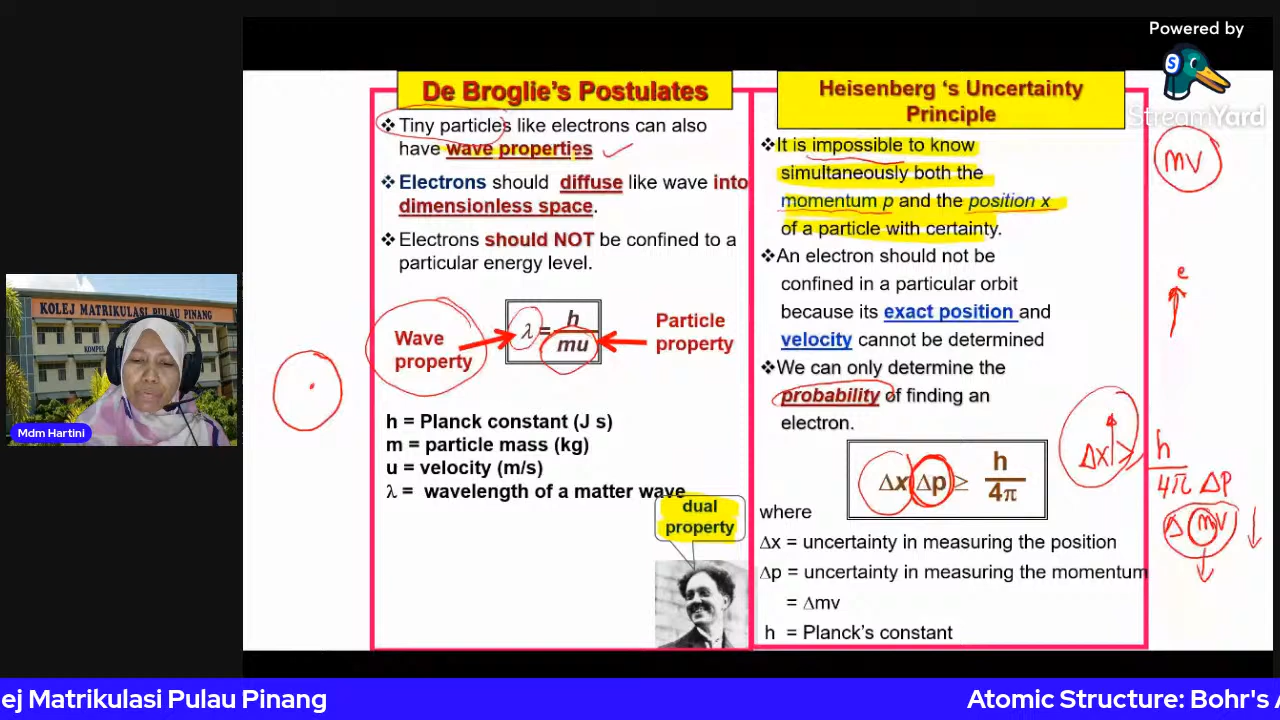 Powered by
StreamYard
De Broglie's Postulates
❖Tiny particles like electrons can also
have wave properties
❖Electrons should diffuse like wave into
dimensionless space.
❖Electrons should NOT be confined to a
particular energy level.
Wave
property
λ = h
mu
Particle
property
h = Planck constant (J s)
m = particle mass (kg)
u = velocity (m/s)
λ = wavelength of a matter wave
dual
property
Heisenberg 's Uncertainty
Principle
❖It is impossible to know
simultaneously both the
momentum p and the position x
of a particle with certainty.
❖An electron should not be
confined in a particular orbit
because its exact position and
velocity cannot be determined
❖We can only determine the
probability of finding an
electron.
Δx Δp ≥ h
4π
where
Δx = uncertainty in measuring the position
Δp = uncertainty in measuring the momentum
= Δmv
h = Planck's constant
mv
e
Δx ≥ h
4π Δp
Δ mv
KOLEJ MATRIKULASI PULAU PINANG
KOMPL
Mdm Hartini
ej Matrikulasi Pulau Pinang
Atomic Structure: Bohr's A